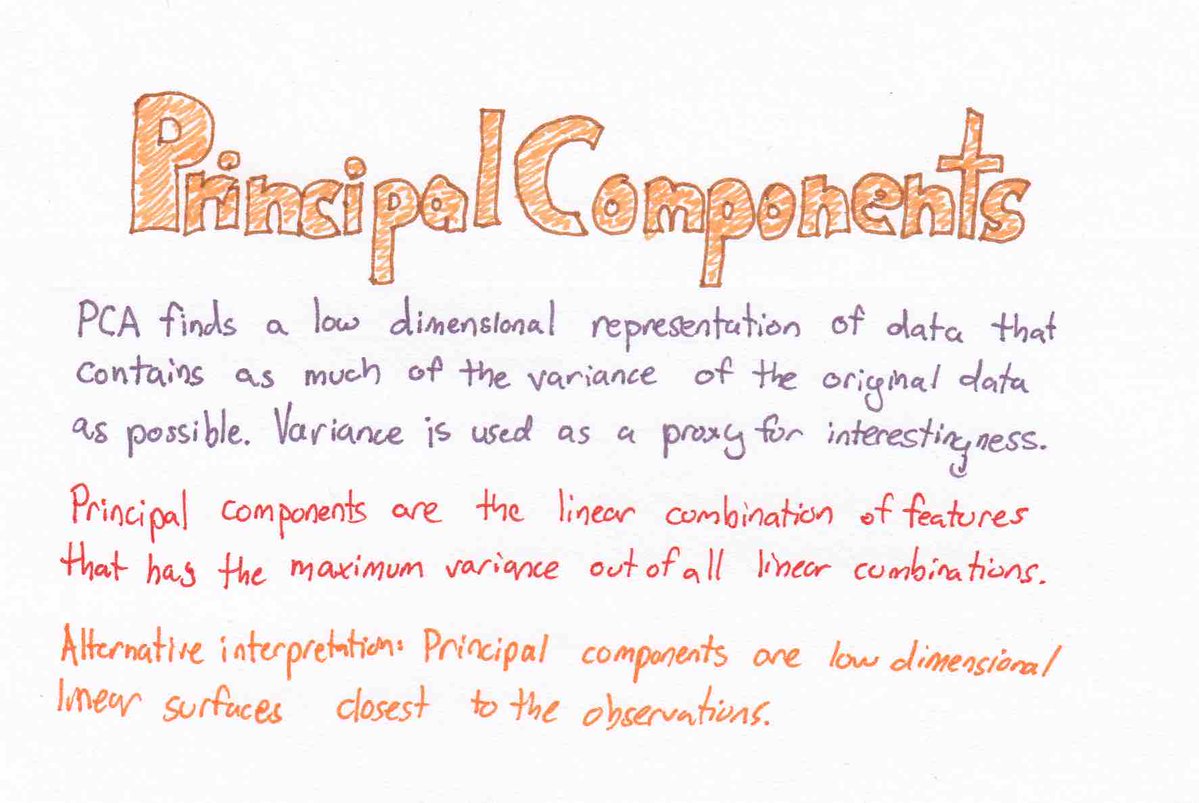 Principal Components
PCA finds a low dimensional representation of data that
contains as much of the variance of the original data
as possible. Variance is used as a proxy for interestingness.
Principal components are the linear combination of features
that has the maximum variance out of all linear combinations.
Alternative interpretation: Principal components are low dimensional
linear surfaces closest to the observations.